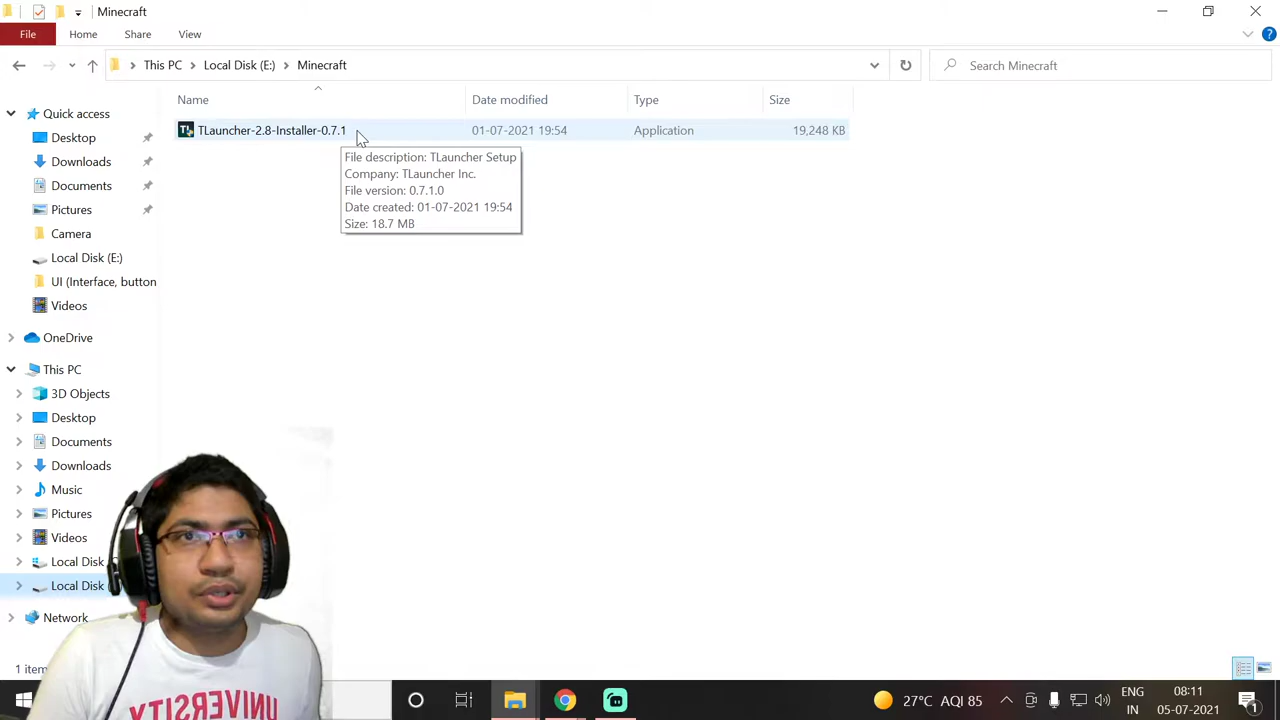 Minecraft
File Home Share View
This PC Local Disk (E:) Minecraft
Search Minecraft
Name Date modified Type Size
TLauncher-2.8-Installer-0.7.1 01-07-2021 19:54 Application 19,248 KB
File description: TLauncher Setup
Company: TLauncher Inc.
File version: 0.7.1.0
Date created: 01-07-2021 19:54
Size: 18.7 MB
Quick access
Desktop
Downloads
Documents
Pictures
Camera
Local Disk (E:)
UI (Interface, button
Videos
OneDrive
This PC
3D Objects
Desktop
Documents
Downloads
Music
Pictures
Videos
Local Disk
Local Disk
Network
1 item
UNIVERSITY
27°C AQI 85
ENG
IN
08:11
05-07-2021
1